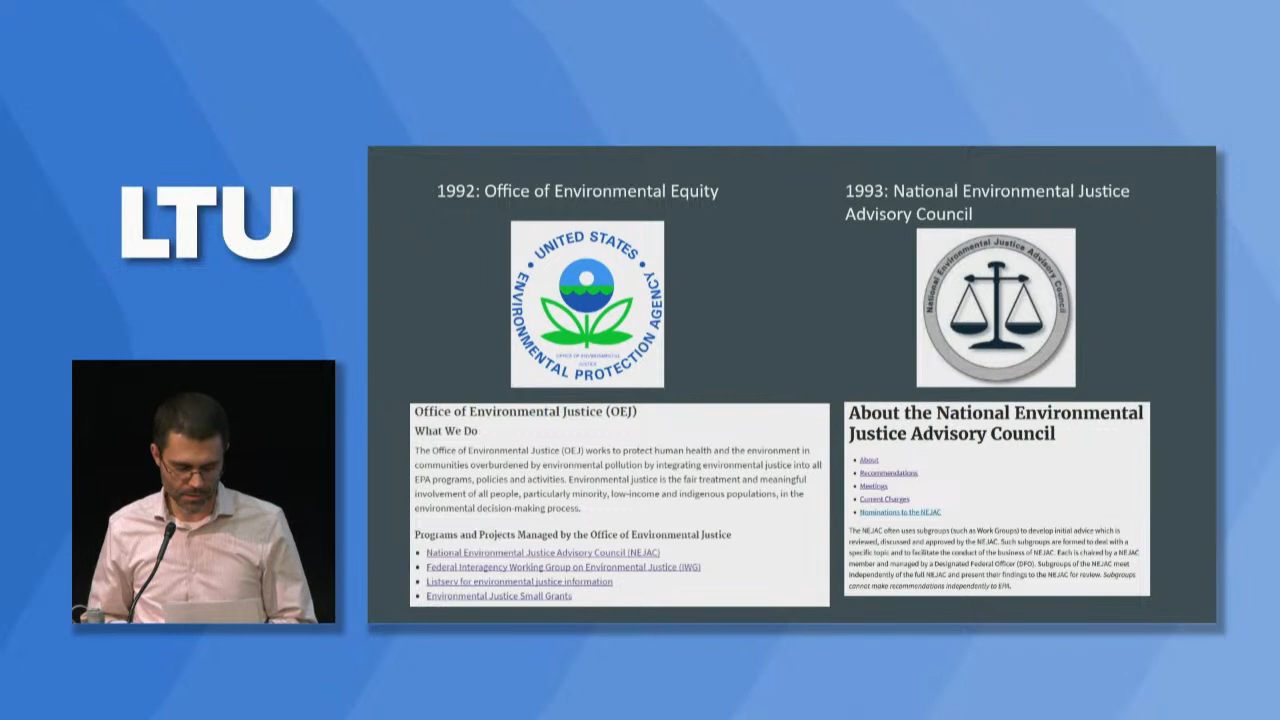 LTU
1992: Office of Environmental Equity
UNITED STATES
ENVIRONMENTAL PROTECTION AGENCY
OFFICE OF ENVIRONMENTAL
JUSTICE
Office of Environmental Justice (OEJ)
What We Do
The Office of Environmental Justice (OEJ) works to protect human health and the environment in
communities overburdened by environmental pollution by integrating environmental justice into all
EPA programs, policies and activities. Environmental justice is the fair treatment and meaningful
involvement of all people, particularly minority, low-income and indigenous populations, in the
environmental decision-making process.
Programs and Projects Managed by the Office of Environmental Justice
• National Environmental Justice Advisory Council (NEJAC)
• Federal Interagency Working Group on Environmental Justice (IWG)
• Listserv for environmental justice information
• Environmental Justice Small Grants
1993: National Environmental Justice
Advisory Council
National Environmental Justice Advisory Council
About the National Environmental
Justice Advisory Council
• About
• Recommendations
• Meetings
• Current Charges
• Nominations to the NEJAC
The NEJAC often uses subgroups (such as Work Groups) to develop initial advice which is
reviewed, discussed and approved by the NEJAC. Such subgroups are formed to deal with a
specific topic and to facilitate the conduct of the business of NEJAC. Each is chaired by a NEJAC
member and managed by a Designated Federal Officer (DFO). Subgroups of the NEJAC meet
independently of the full NEJAC and present their findings to the NEJAC for review. Subgroups
cannot make recommendations independently to EPA.